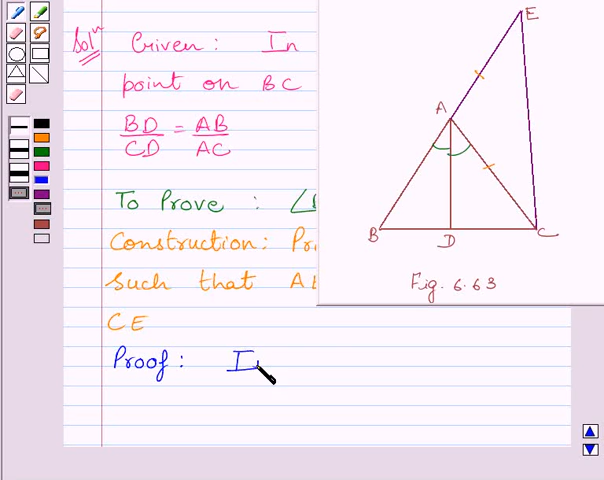 Solⁿ Given: In
point on BC
BD/CD = AB/AC
To Prove :
Construction:
Such that
CE
Proof: I
E
A
B D C
Fig. 6.63